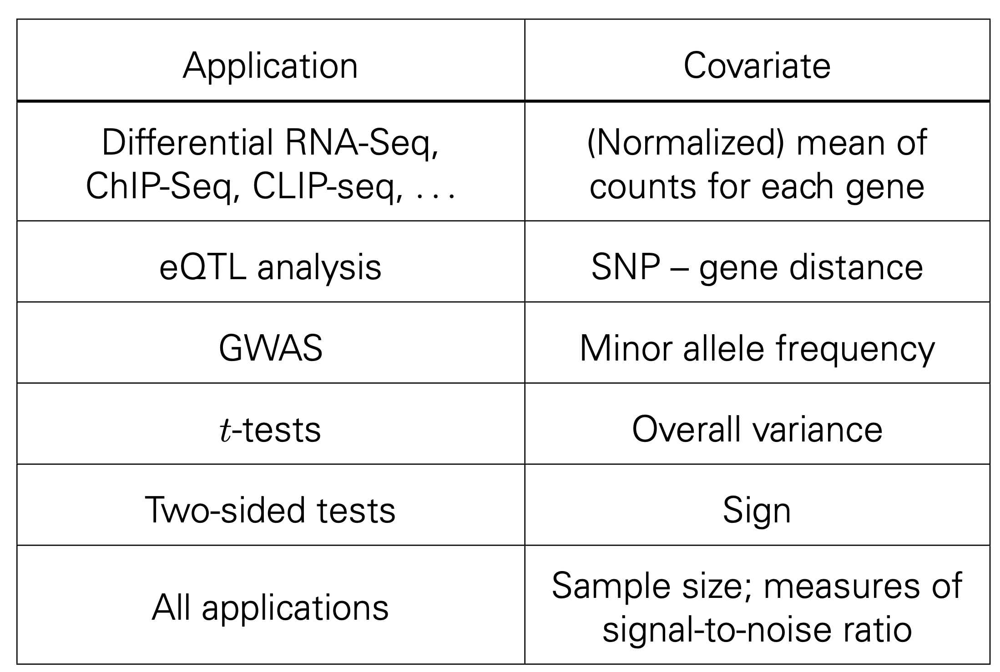 Application
Covariate
Differential RNA-Seq,
ChIP-Seq, CLIP-seq, . . .
(Normalized) mean of
counts for each gene
eQTL analysis
SNP – gene distance
GWAS
Minor allele frequency
t-tests
Overall variance
Two-sided tests
Sign
All applications
Sample size; measures of
signal-to-noise ratio